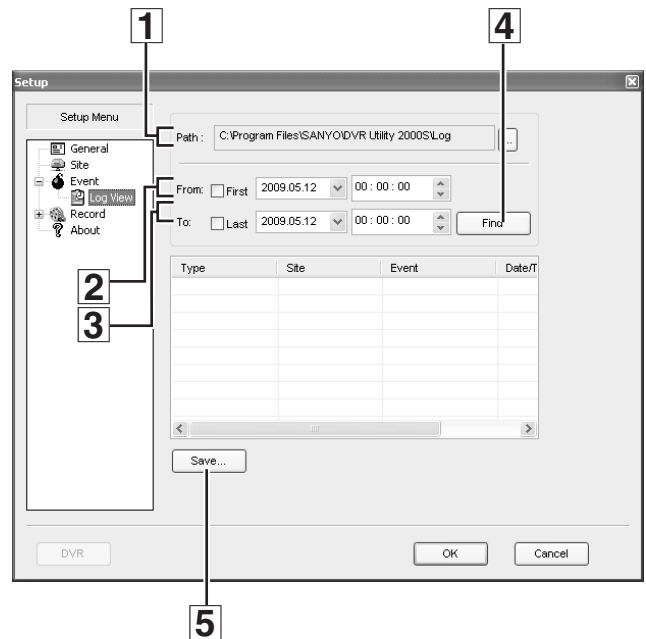 1
4
Setup
Setup Menu
General
Site
Event
Log View
Record
About
Path : C:\Program Files\SANYO\DVR Utility 2000S\Log ...
From: First 2009.05.12 00 : 00 : 00
To: Last 2009.05.12 00 : 00 : 00 Find
2
3
Type Site Event Date/T
Save...
DVR OK Cancel
5